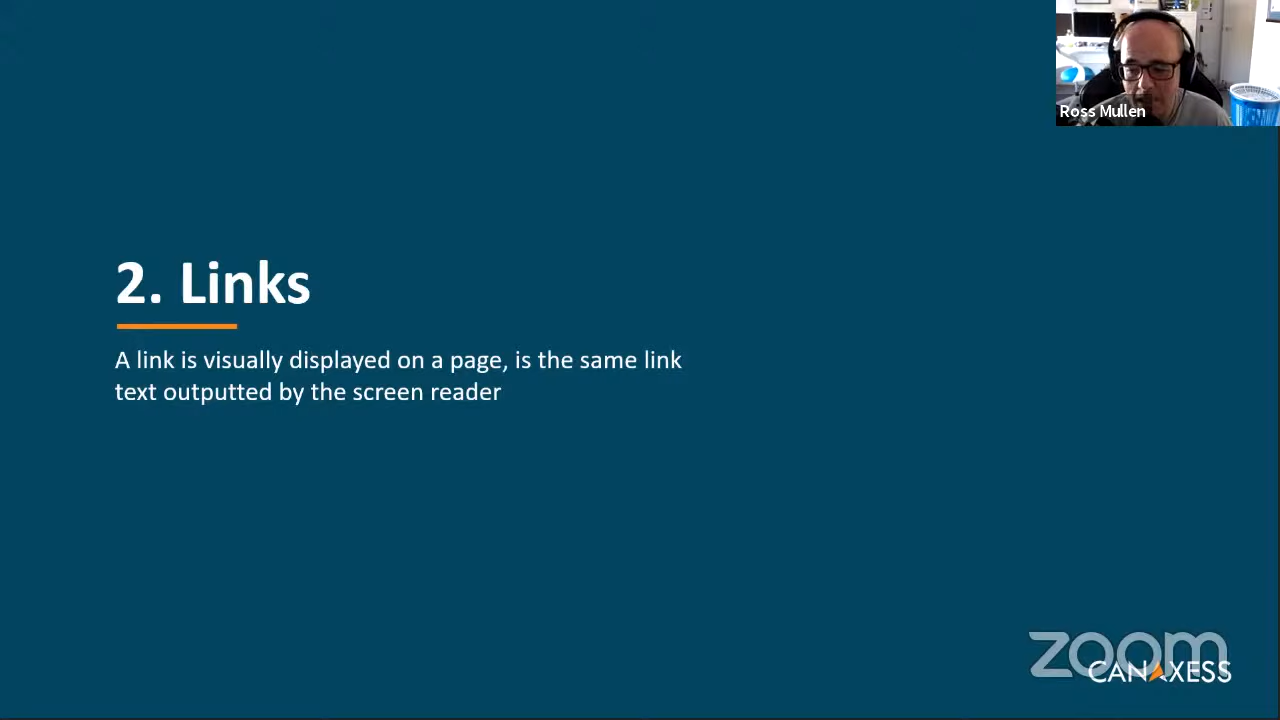 Ross Mullen
2. Links
A link is visually displayed on a page, is the same link
text outputted by the screen reader
zoom
CANAXESS